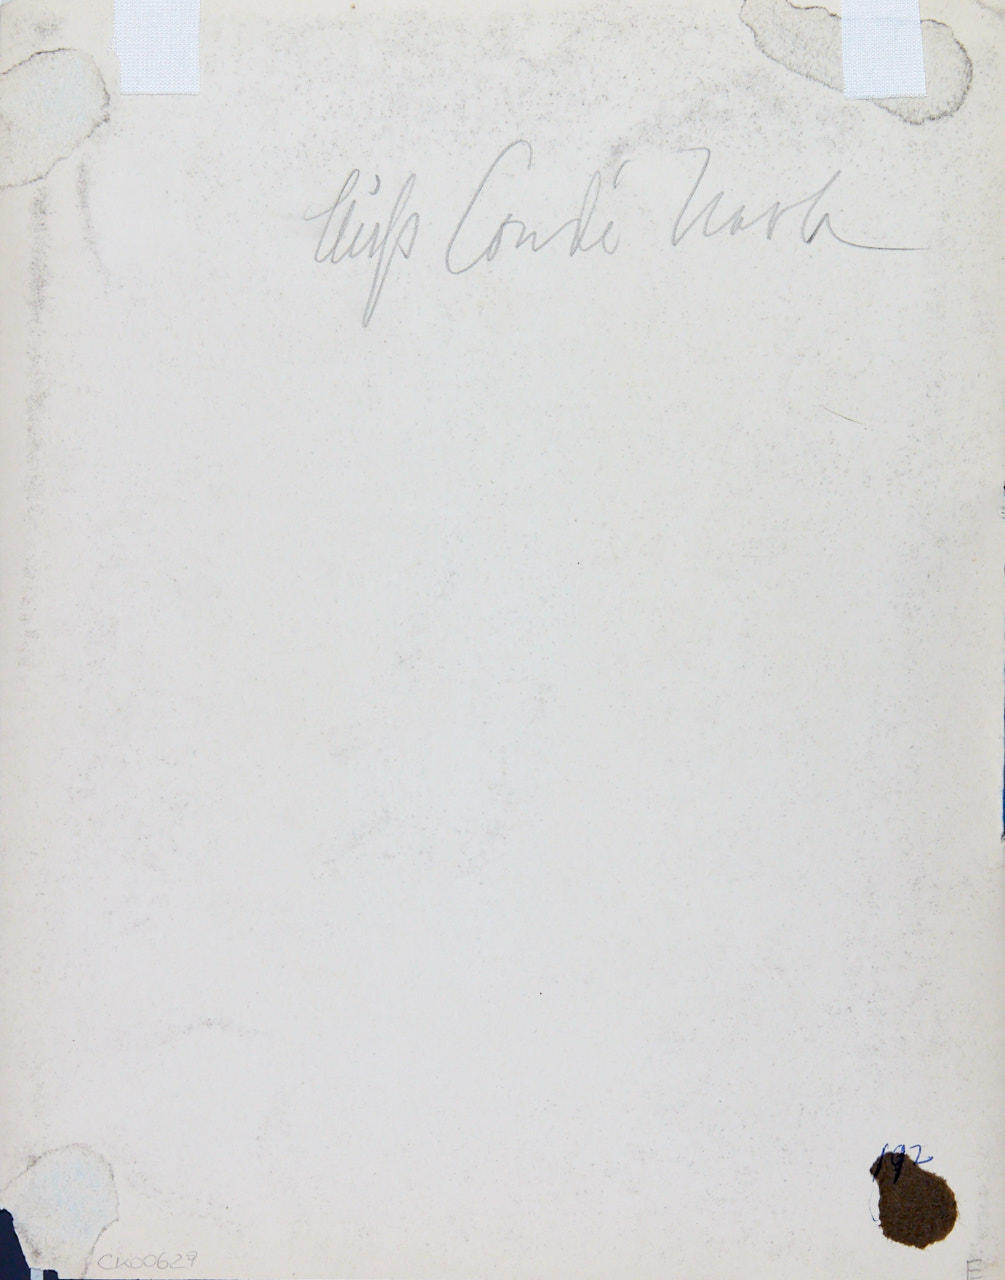 Miss Condé Nast
192
CK00629
E